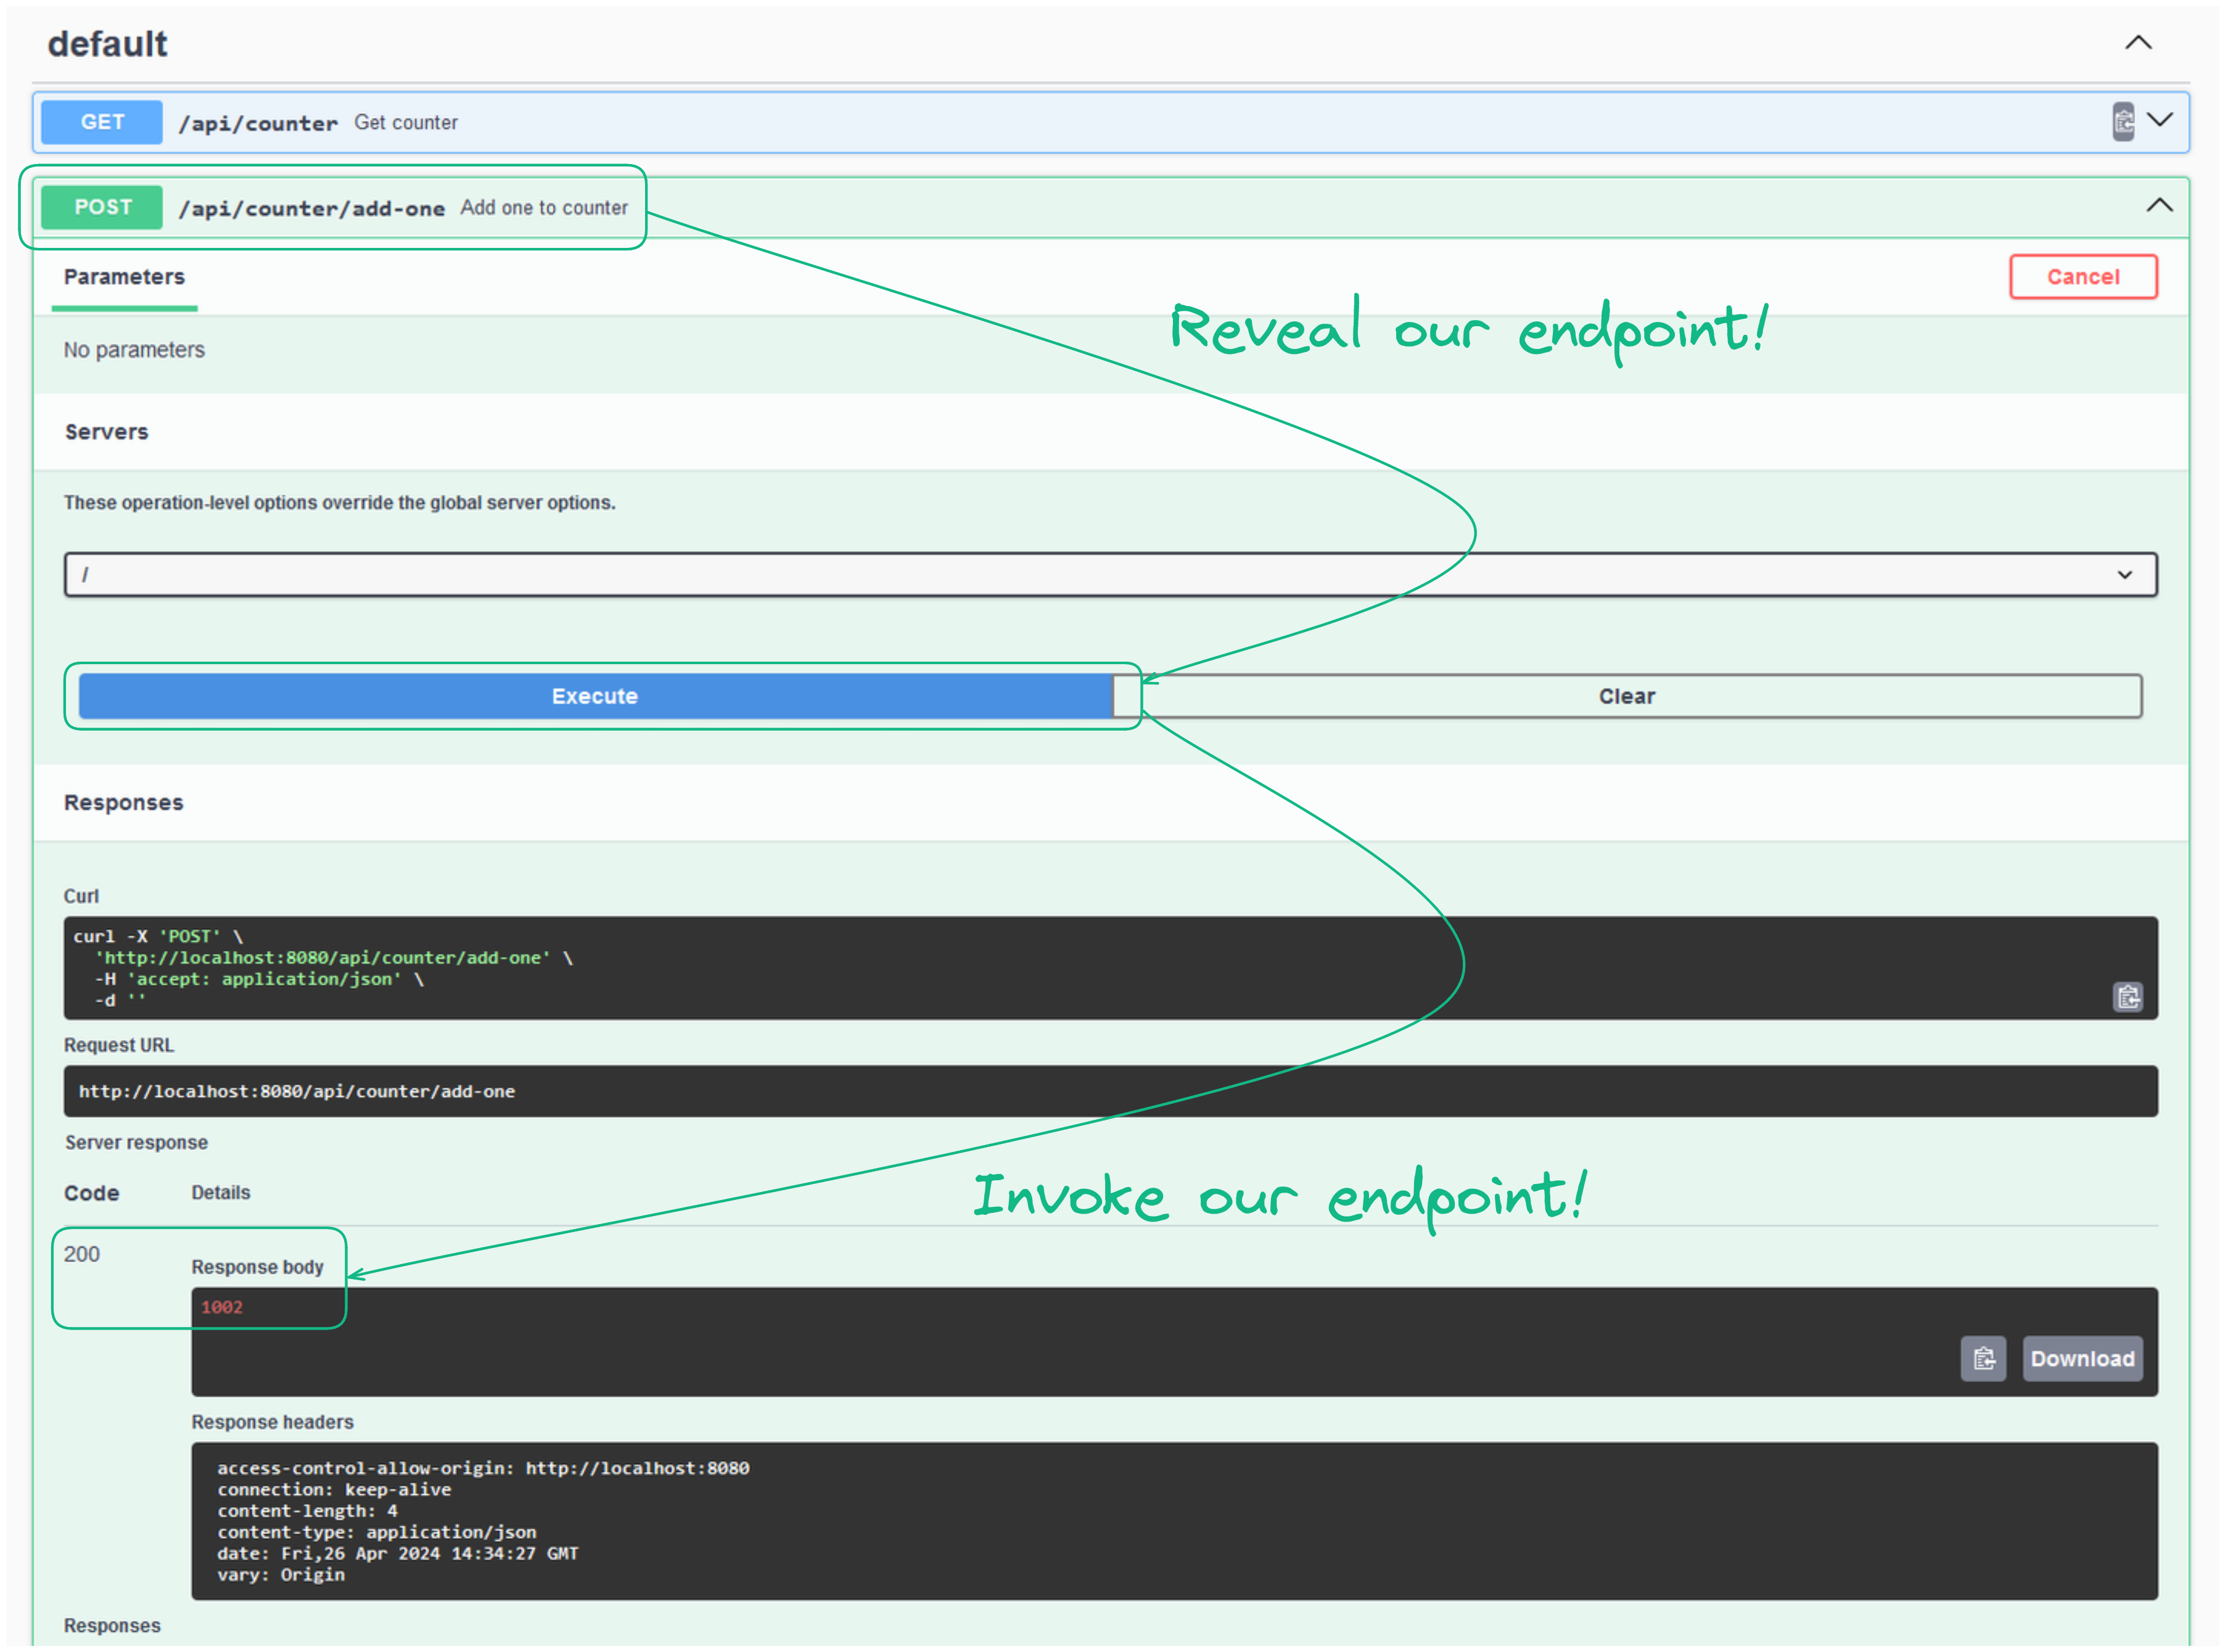 default
GET /api/counter Get counter
POST /api/counter/add-one Add one to counter
Parameters
Cancel
Reveal our endpoint!
No parameters
Servers
These operation-level options override the global server options.
/
Execute
Clear
Responses
Curl
curl -X 'POST' \
'http://localhost:8080/api/counter/add-one' \
-H 'accept: application/json' \
-d ''
Request URL
http://localhost:8080/api/counter/add-one
Server response
Invoke our endpoint!
Code Details
200
Response body
1002
Download
Response headers
access-control-allow-origin: http://localhost:8080
connection: keep-alive
content-length: 4
content-type: application/json
date: Fri,26 Apr 2024 14:34:27 GMT
vary: Origin
Responses